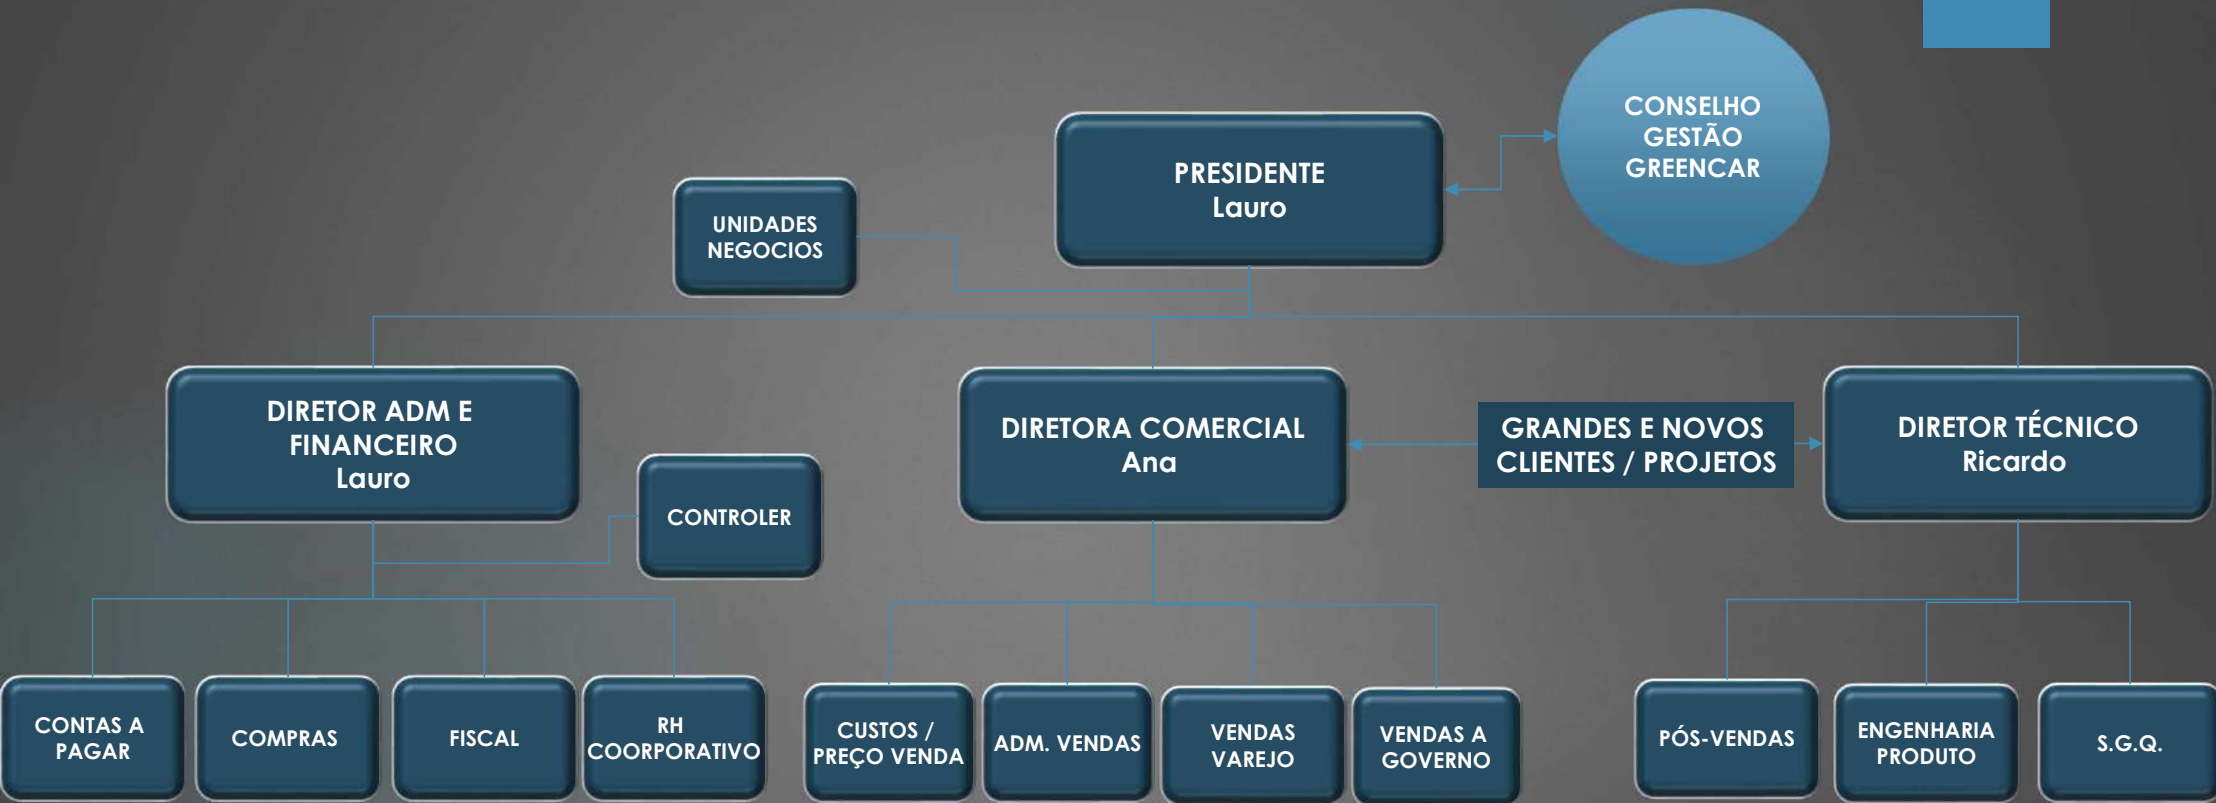 CONSELHO
GESTÃO
GREENCAR
PRESIDENTE
Lauro
UNIDADES
NEGOCIOS
DIRETOR ADM E
FINANCEIRO
Lauro
DIRETORA COMERCIAL
Ana
GRANDES E NOVOS
CLIENTES / PROJETOS
DIRETOR TÉCNICO
Ricardo
CONTROLER
CONTAS A
PAGAR
COMPRAS
FISCAL
RH
COORPORATIVO
CUSTOS /
PREÇO VENDA
ADM. VENDAS
VENDAS
VAREJO
VENDAS A
GOVERNO
PÓS-VENDAS
ENGENHARIA
PRODUTO
S.G.Q.